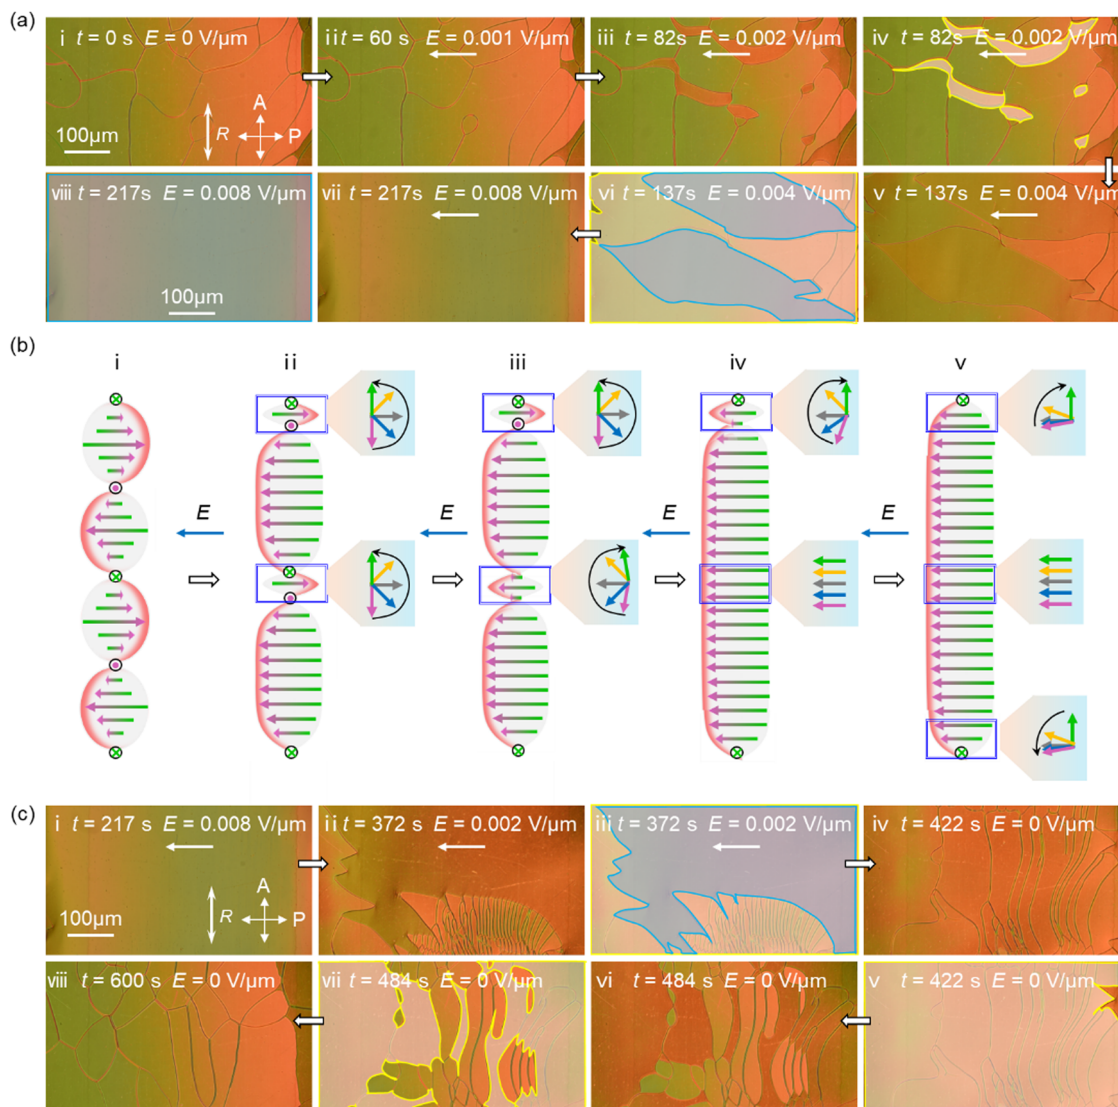 (a)
i t = 0 s E = 0 V/µm
A
R
P
100µm
ii t = 60 s E = 0.001 V/µm
iii t = 82s E = 0.002 V/µm
iv t = 82s E = 0.002 V/µm
viii t = 217s E = 0.008 V/µm
100µm
vii t = 217s E = 0.008 V/µm
vi t = 137s E = 0.004 V/µm
v t = 137s E = 0.004 V/µm
(b)
i
ii
iii
iv
v
E
E
E
E
(c)
i t = 217 s E = 0.008 V/µm
A
R
P
100µm
ii t = 372 s E = 0.002 V/µm
iii t = 372 s E = 0.002 V/µm
iv t = 422 s E = 0 V/µm
viii t = 600 s E = 0 V/µm
vii t = 484 s E = 0 V/µm
vi t = 484 s E = 0 V/µm
v t = 422 s E = 0 V/µm